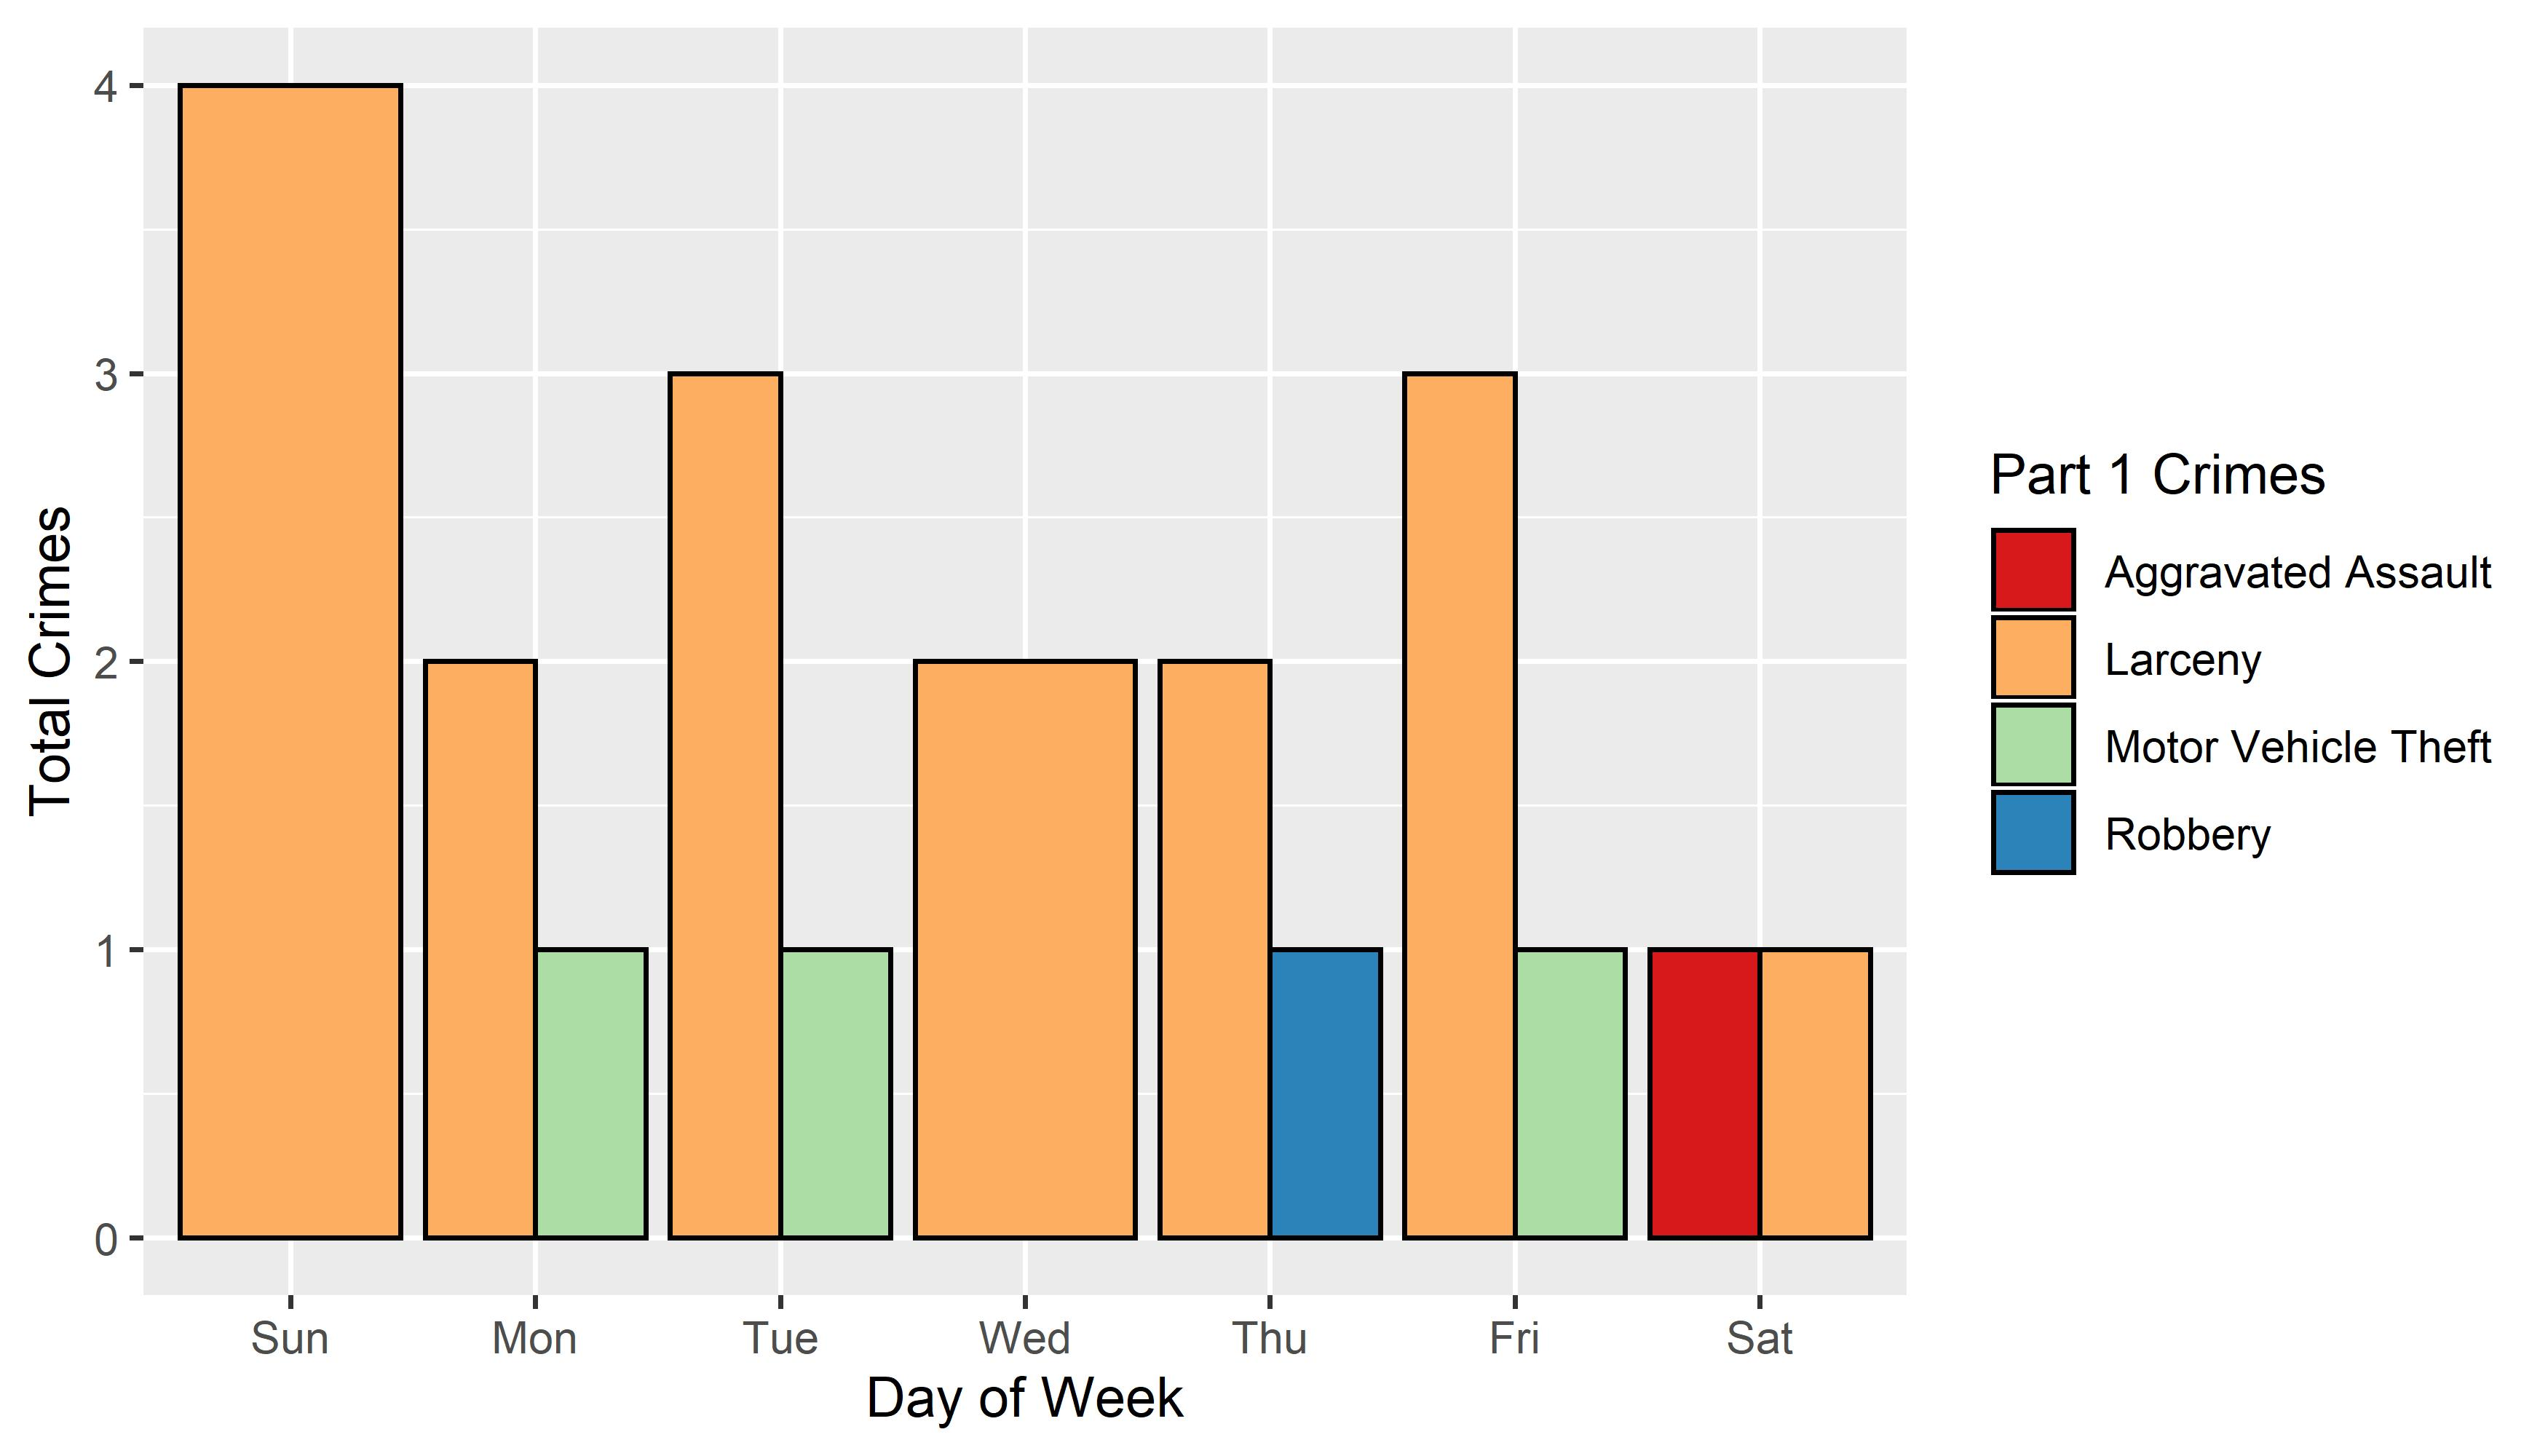 4
3
2
1
0
Total Crimes
Sun Mon Tue Wed Thu Fri Sat
Day of Week
Part 1 Crimes
Aggravated Assault
Larceny
Motor Vehicle Theft
Robbery